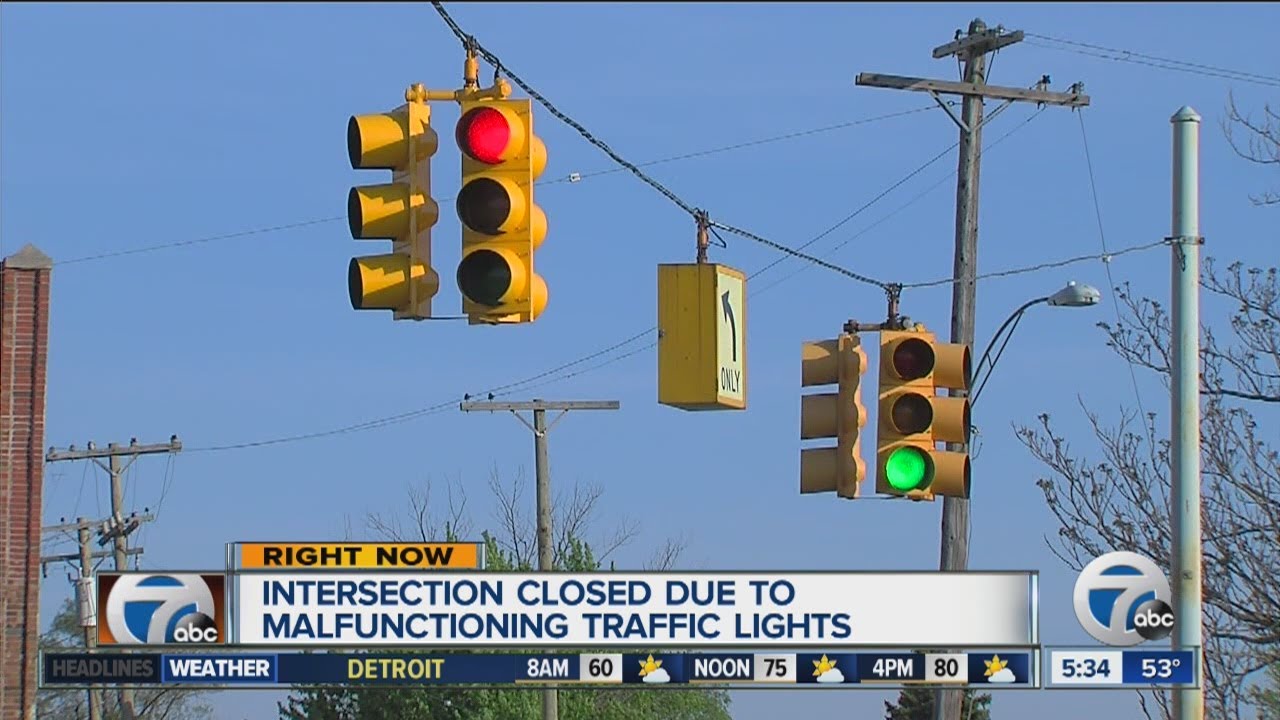 ONLY
RIGHT NOW
7 abc
INTERSECTION CLOSED DUE TO
MALFUNCTIONING TRAFFIC LIGHTS
7 abc
HEADLINES WEATHER DETROIT 8AM 60 NOON 75 4PM 80
5:34 53°